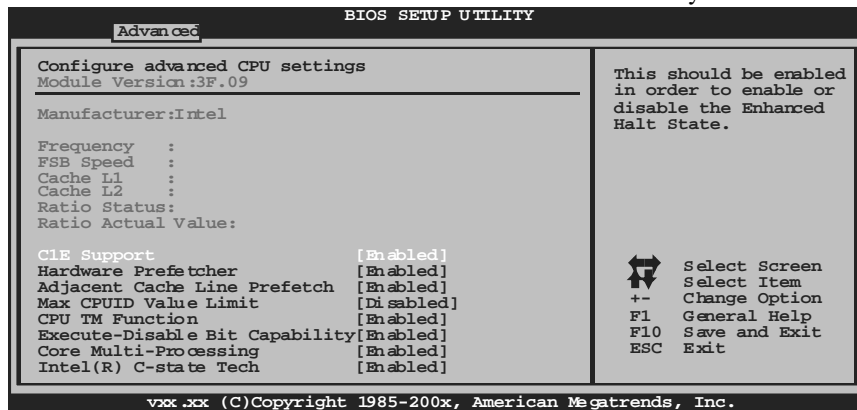 BIOS SETUP UTILITY
Advanced
Configure advanced CPU settings
Module Version:3F.09
Manufacturer:Intel
Frequency :
FSB Speed :
Cache L1 :
Cache L2 :
Ratio Status:
Ratio Actual Value:
C1E Support [Enabled]
Hardware Prefetcher [Enabled]
Adjacent Cache Line Prefetch [Enabled]
Max CPUID Value Limit [Disabled]
CPU TM Function [Enabled]
Execute-Disable Bit Capability[Enabled]
Core Multi-Processing [Enabled]
Intel(R) C-state Tech [Enabled]
This should be enabled
in order to enable or
disable the Enhanced
Halt State.
Select Screen
Select Item
+- Change Option
F1 General Help
F10 Save and Exit
ESC Exit
vxx.xx (C)Copyright 1985-200x, American Megatrends, Inc.